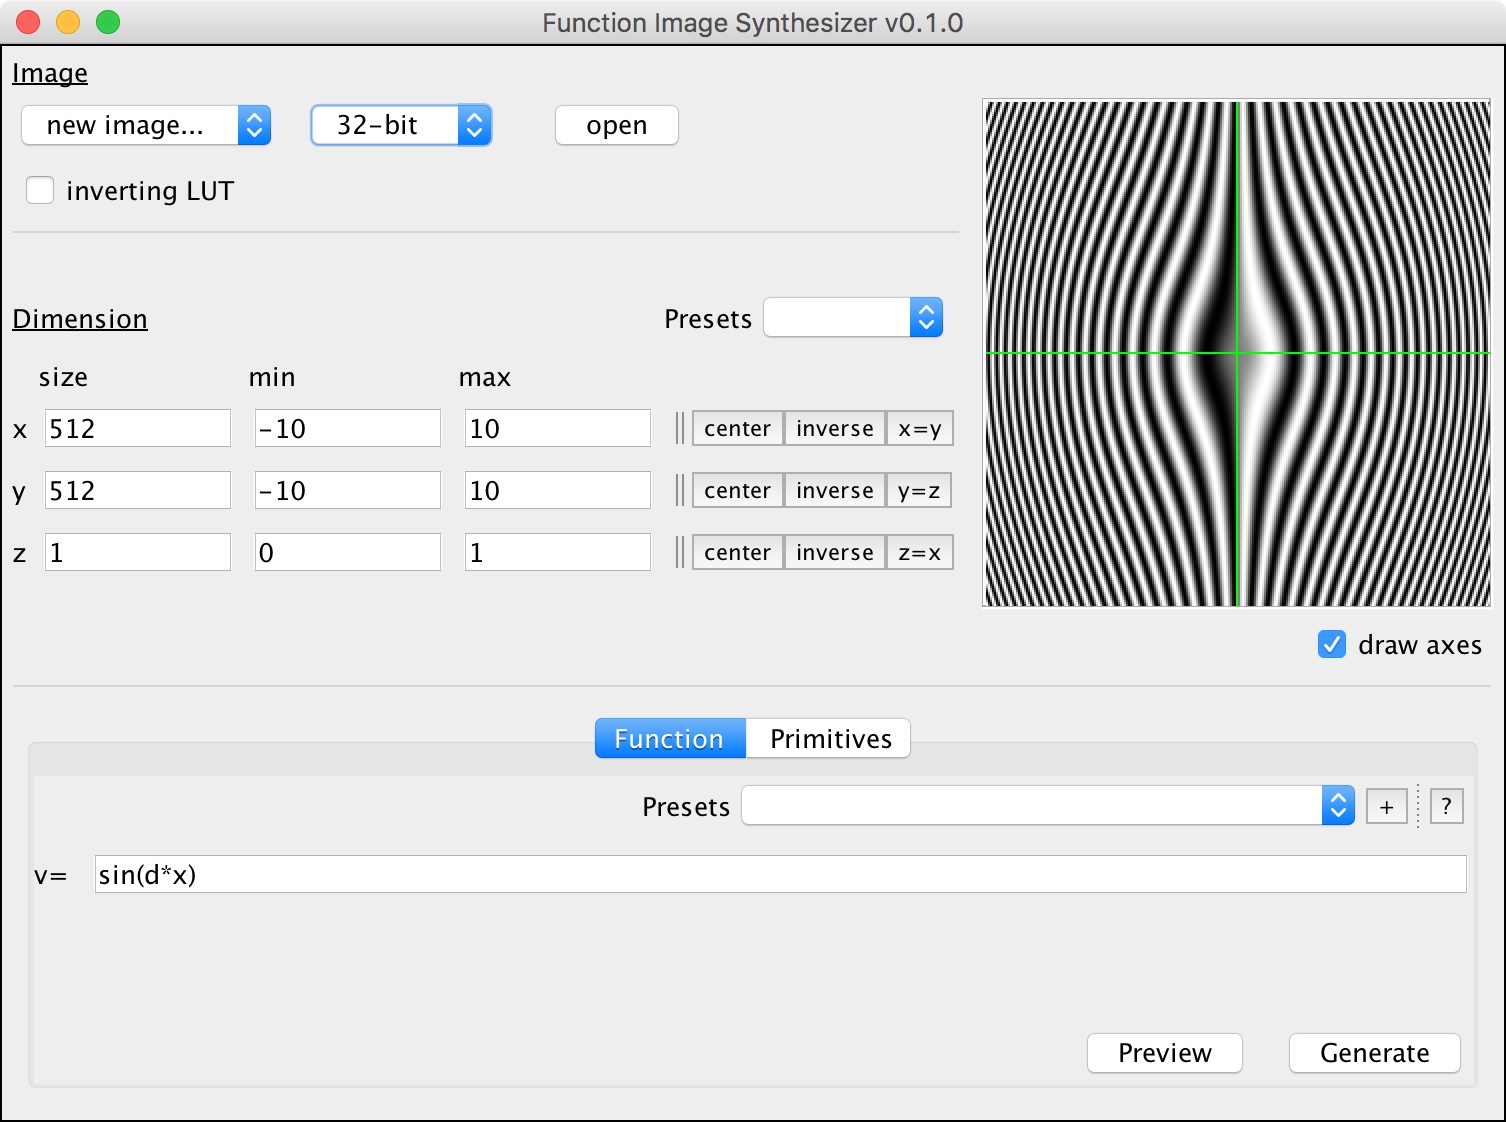 Function Image Synthesizer v0.1.0
Image
new image... 32-bit open
inverting LUT
Dimension Presets
size min max
x 512 -10 10 center inverse x=y
y 512 -10 10 center inverse y=z
z 1 0 1 center inverse z=x
draw axes
Function Primitives
Presets + ?
v= sin(d*x)
Preview Generate